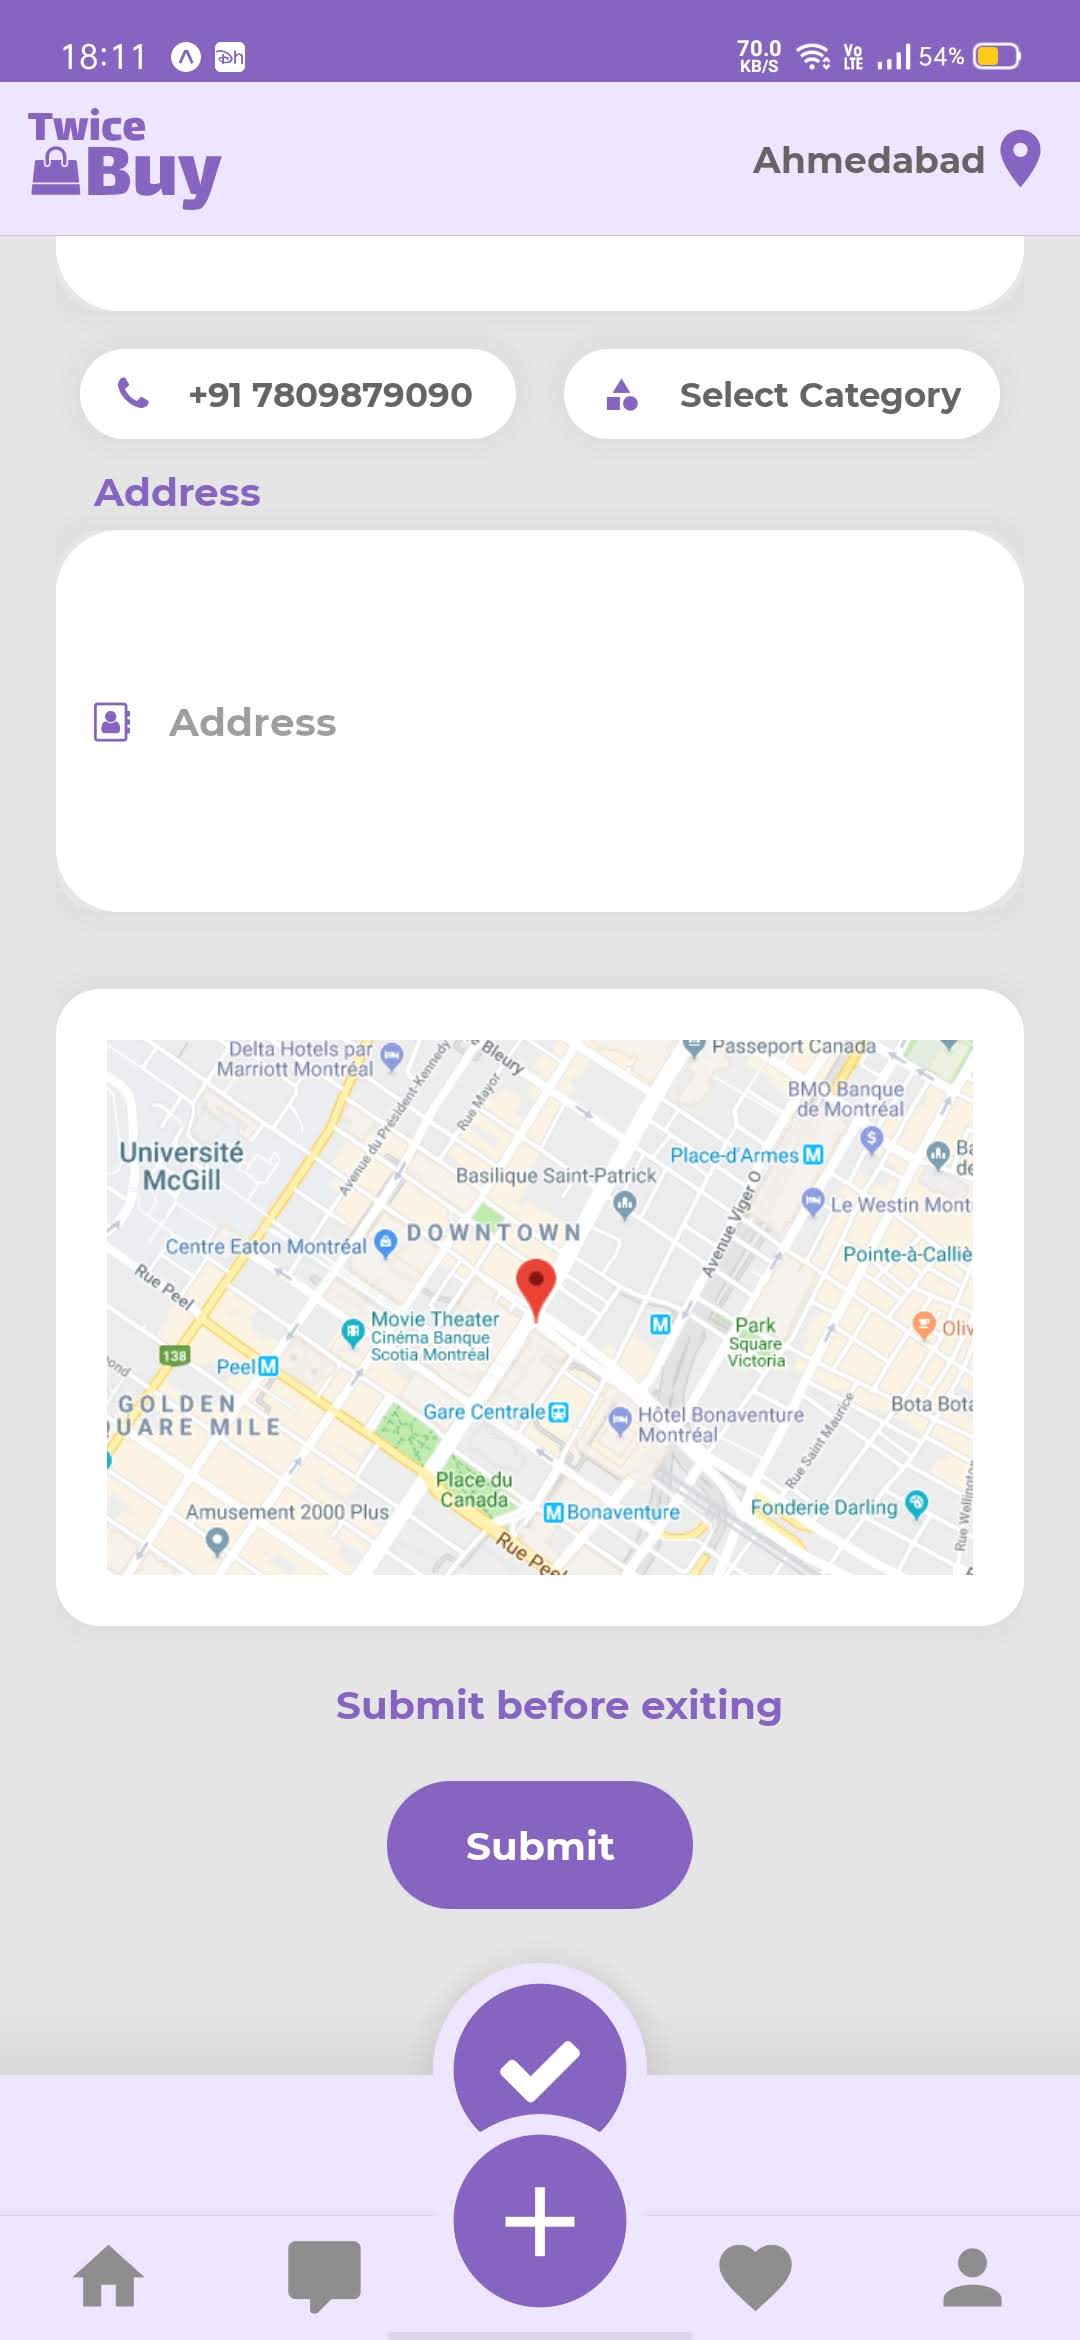 18:11
70.0
KB/S
Vo
LTE
54%
Twice
Buy
Ahmedabad
+91 7809879090
Select Category
Address
Address
Delta Hotels par
Marriott Montréal
Avenue du Président-Kennedy
Bleury
Rue Mayor
Passeport Canada
BMO Banque
de Montréal
Université
McGill
Place-d'Armes M
Basilique Saint-Patrick
Avenue Viger O
Le Westin Mont
DOWNTOWN
Centre Eaton Montréal
Pointe-à-Calliè
Rue Peel
Movie Theater
Cinéma Banque
Scotia Montréal
M
Park
Square
Victoria
Oliv
138
Peel M
GOLDEN
UARE MILE
Gare Centrale
Hôtel Bonaventure
Montréal
Rue Saint Maurice
Bota Bota
Place du
Canada
Amusement 2000 Plus
M Bonaventure
Fonderie Darling
Rue Wellington
Rue Peel
Submit before exiting
Submit